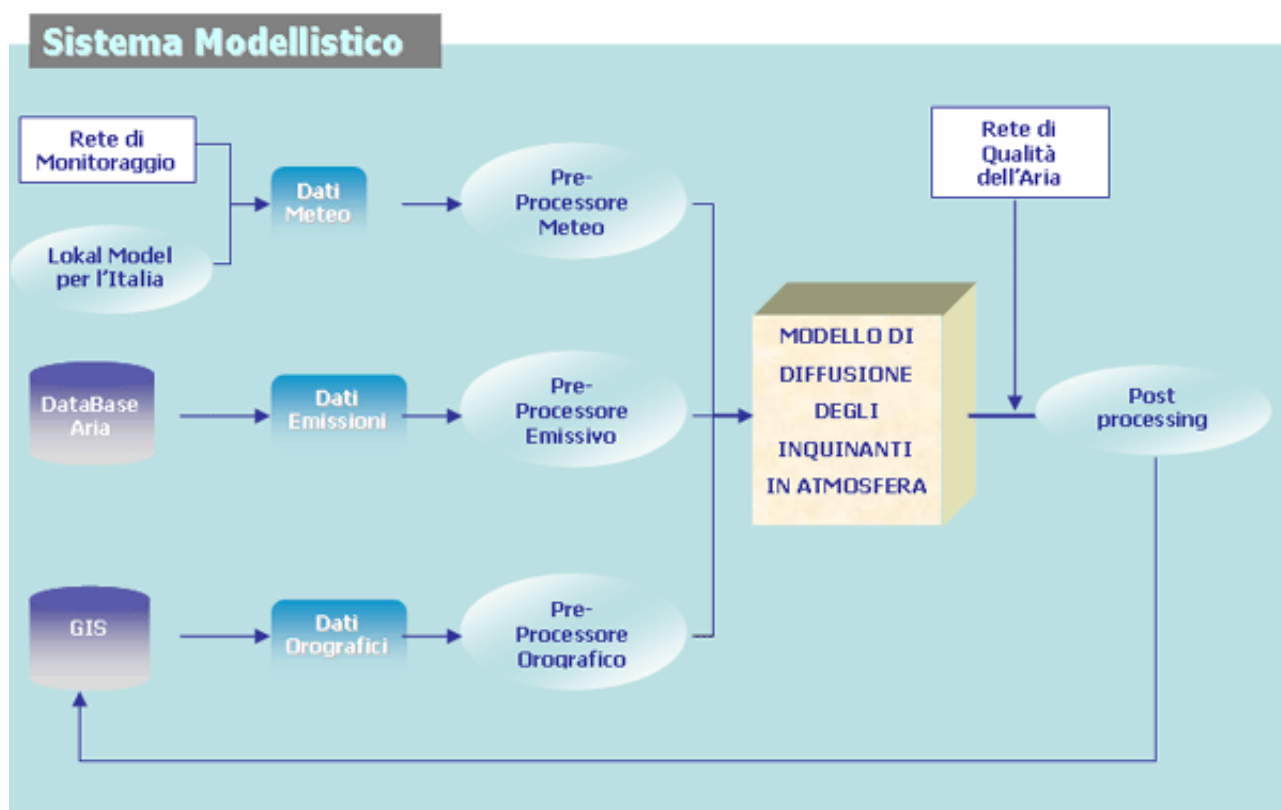 Sistema Modellistico
Rete di
Monitoraggio
Lokal Model
per l'Italia
Dati
Meteo
Pre-
Processore
Meteo
Rete di
Qualità
dell'Aria
DataBase
Aria
Dati
Emissioni
Pre-
Processore
Emissivo
MODELLO DI
DIFFUSIONE
DEGLI
INQUINANTI
IN ATMOSFERA
Post
processing
GIS
Dati
Orografici
Pre-
Processore
Orografico